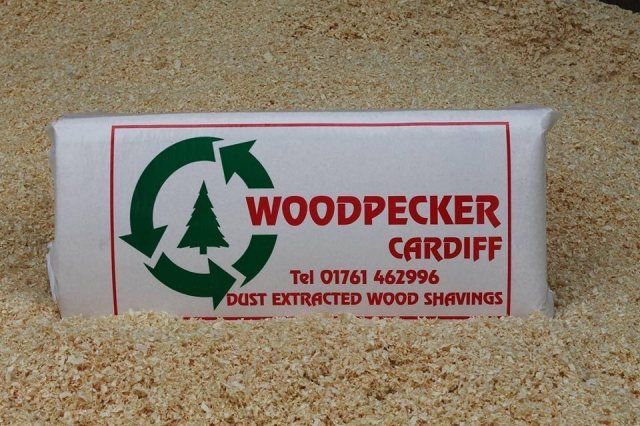 WOODPECKER
CARDIFF
Tel 01761 462996
DUST EXTRACTED WOOD SHAVINGS